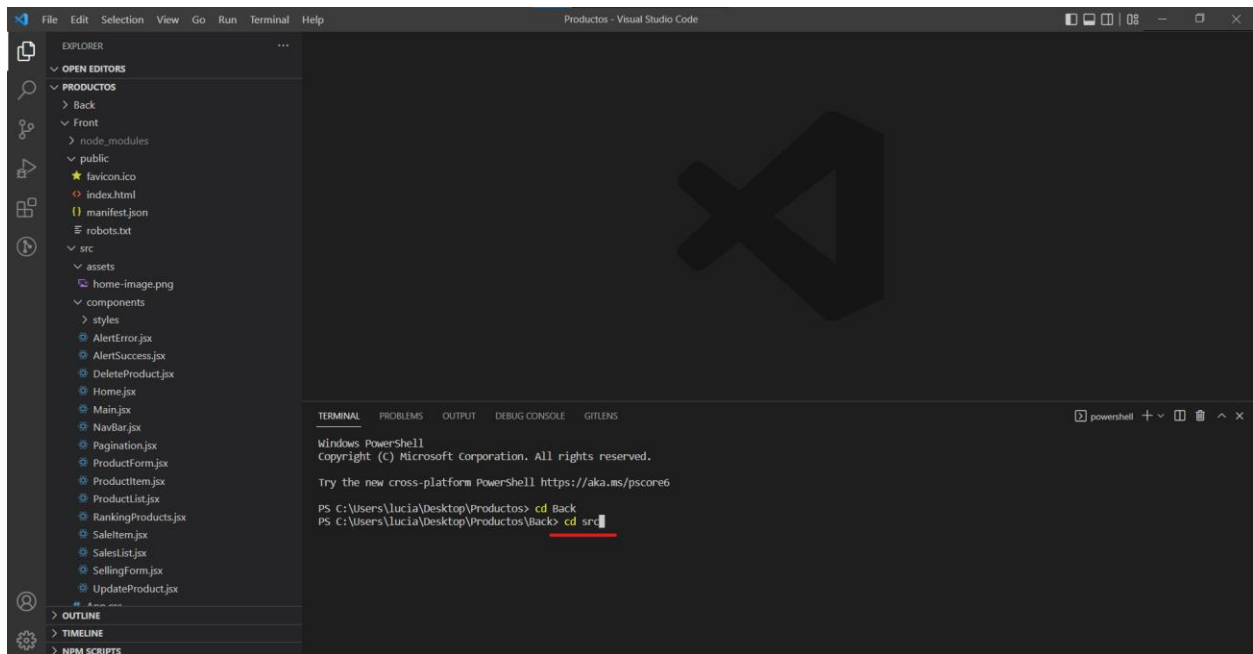 File Edit Selection View Go Run Terminal Help
Productos - Visual Studio Code
EXPLORER
OPEN EDITORS
PRODUCTOS
Back
Front
node_modules
public
favicon.ico
index.html
manifest.json
robots.txt
src
assets
home-image.png
components
styles
AlertError.jsx
AlertSuccess.jsx
DeleteProduct.jsx
Home.jsx
Main.jsx
NavBar.jsx
Pagination.jsx
ProductForm.jsx
ProductItem.jsx
ProductList.jsx
RankingProducts.jsx
SaleItem.jsx
SalesList.jsx
SellingForm.jsx
UpdateProduct.jsx
OUTLINE
TIMELINE
NPM SCRIPTS
TERMINAL PROBLEMS OUTPUT DEBUG CONSOLE GITLENS
powershell
Windows PowerShell
Copyright (C) Microsoft Corporation. All rights reserved.
Try the new cross-platform PowerShell https://aka.ms/pscore6
PS C:\Users\lucia\Desktop\Productos> cd Back
PS C:\Users\lucia\Desktop\Productos\Back> cd src